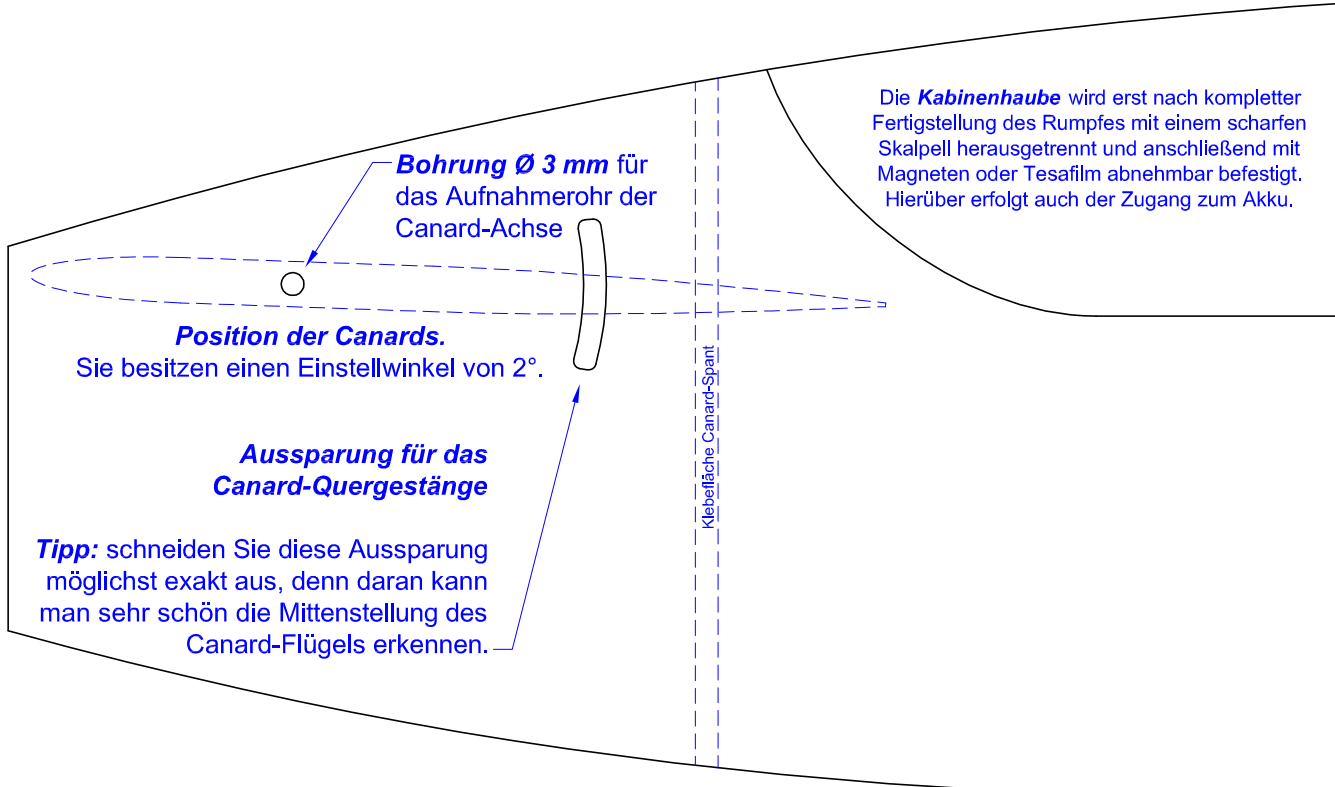 Die Kabinenhaube wird erst nach kompletter
Fertigstellung des Rumpfes mit einem scharfen
Skalpell herausgetrennt und anschließend mit
Magneten oder Tesafilm abnehmbar befestigt.
Hierüber erfolgt auch der Zugang zum Akku.
Bohrung Ø 3 mm für
das Aufnahmerohr der
Canard-Achse
Position der Canards.
Sie besitzen einen Einstellwinkel von 2°.
Klebefläche Canard-Spant
Aussparung für das
Canard-Quergestänge
Tipp: schneiden Sie diese Aussparung
möglichst exakt aus, denn daran kann
man sehr schön die Mittenstellung des
Canard-Flügels erkennen.